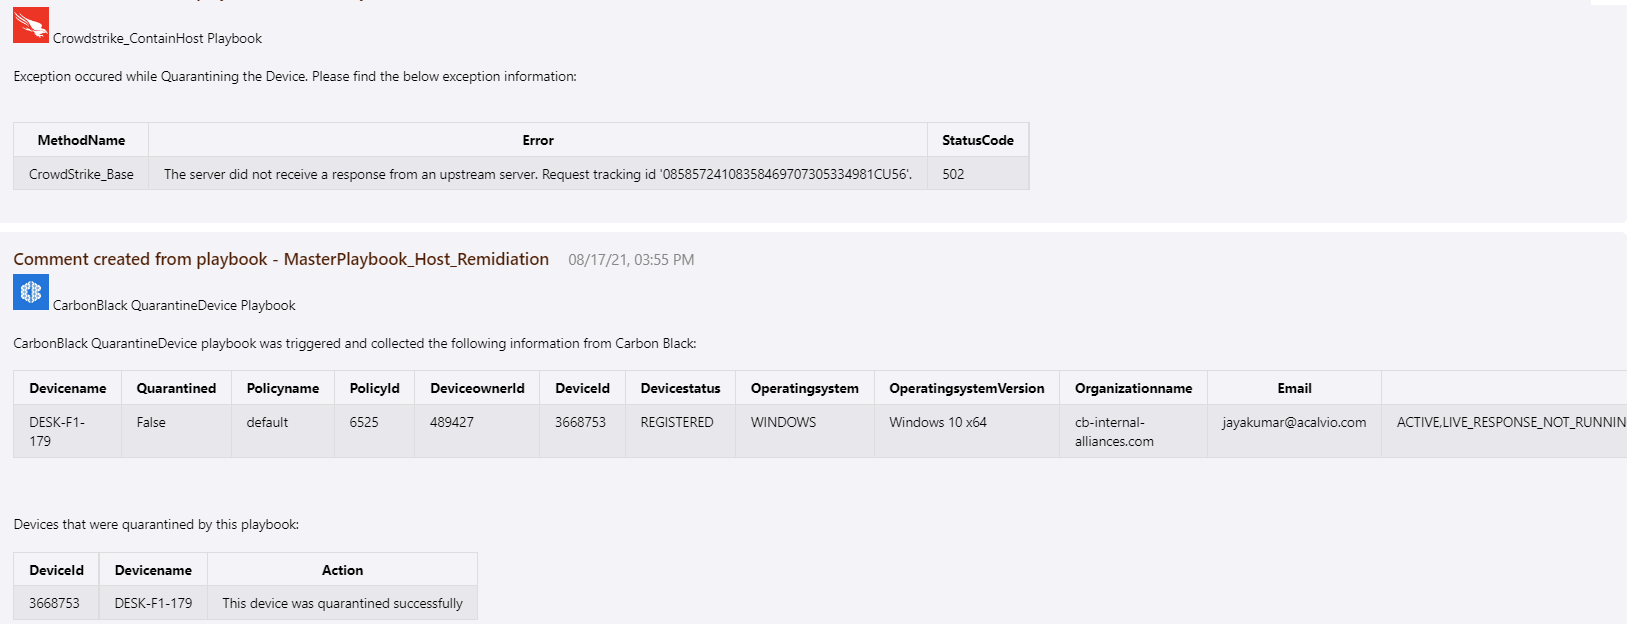 Crowdstrike_ContainHost Playbook
Exception occured while Quarantining the Device. Please find the below exception information:
MethodName Error StatusCode
CrowdStrike_Base The server did not receive a response from an upstream server. Request tracking id '08585724108358469707305334981CU56'. 502
Comment created from playbook - MasterPlaybook_Host_Remidiation 08/17/21, 03:55 PM
CarbonBlack QuarantineDevice Playbook
CarbonBlack QuarantineDevice playbook was triggered and collected the following information from Carbon Black:
Devicename Quarantined Policyname PolicyId DeviceownerId DeviceId Devicestatus Operatingsystem OperatingsystemVersion Organizationname Email
DESK-F1- False default 6525 489427 3668753 REGISTERED WINDOWS Windows 10 x64 cb-internal- jayakumar@acalvio.com ACTIVE,LIVE_RESPONSE_NOT_RUNNIN
179 alliances.com
Devices that were quarantined by this playbook:
DeviceId Devicename Action
3668753 DESK-F1-179 This device was quarantined successfully